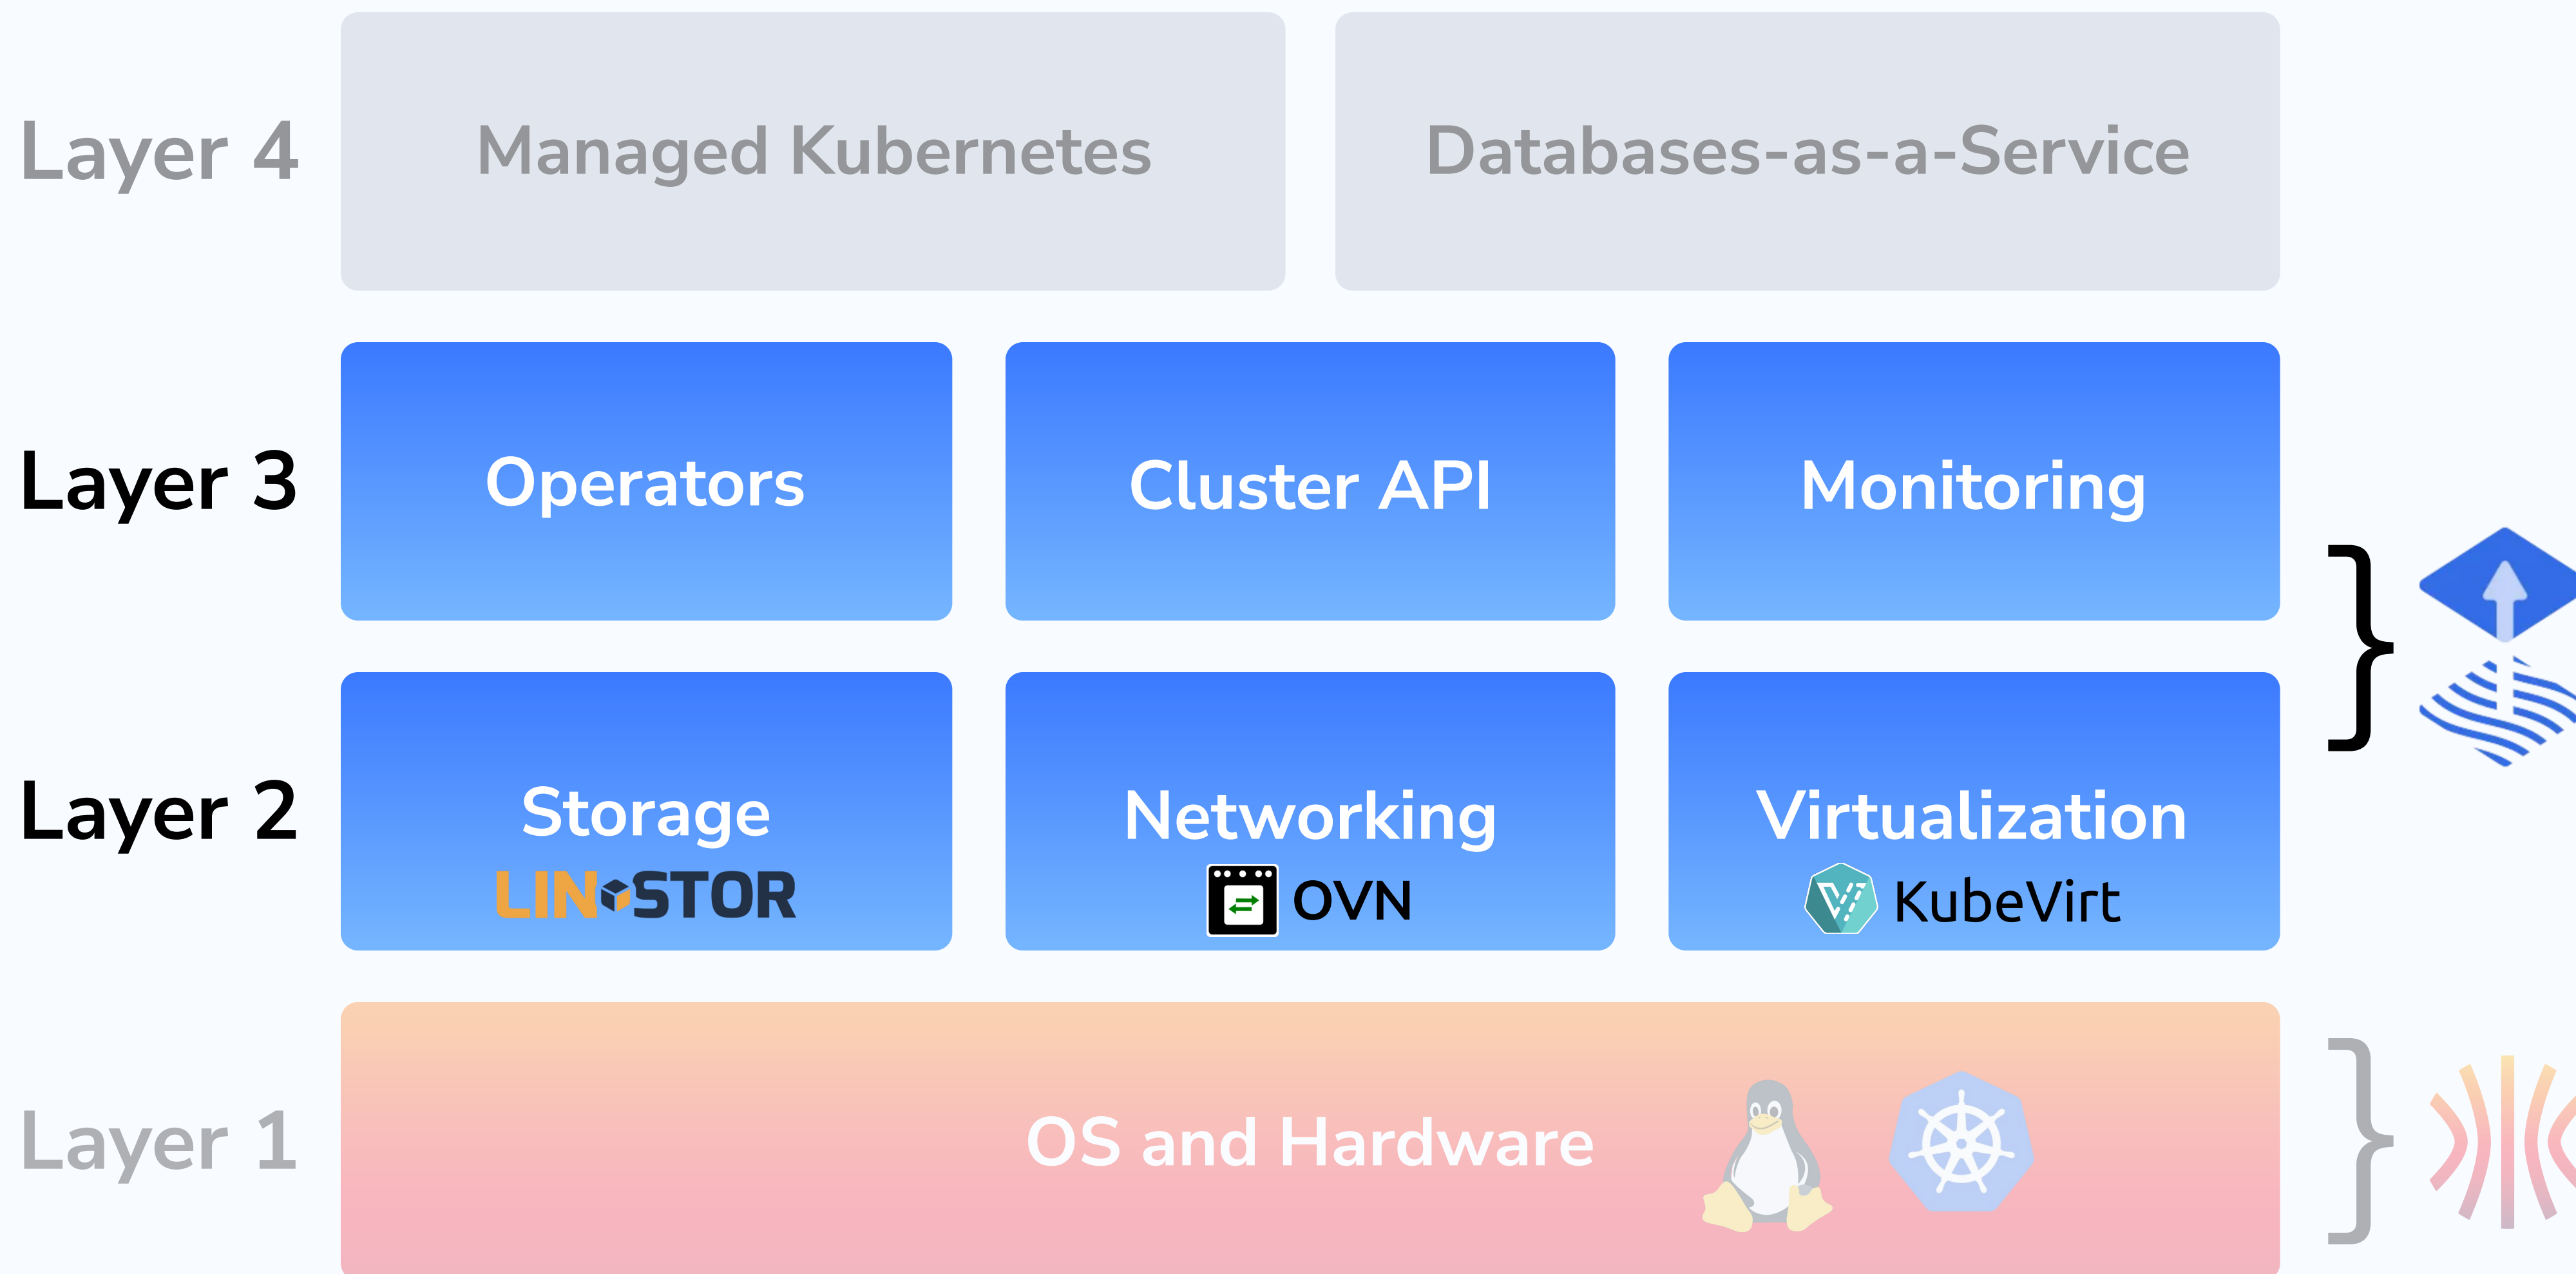 Layer 4
Managed Kubernetes
Databases-as-a-Service
Layer 3
Operators
Cluster API
Monitoring
Layer 2
Storage
LINSTOR
Networking
OVN
Virtualization
KubeVirt
Layer 1
OS and Hardware